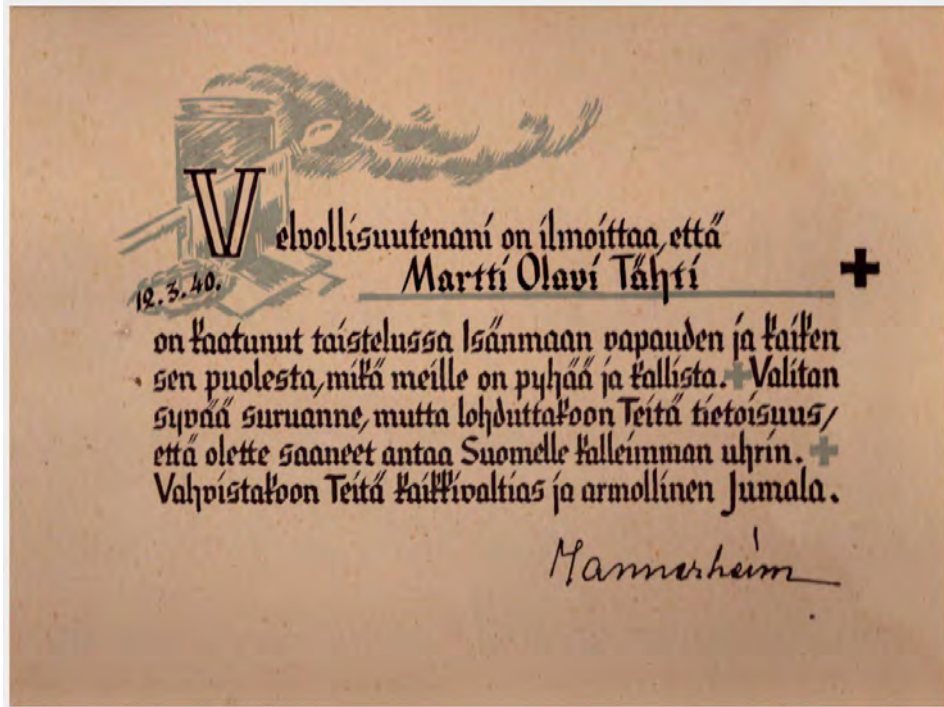 Velvollisuutenani on ilmoittaa, että
Martti Olavi Tähti
12.3.40.
on kaatunut taistelussa Isänmaan vapauden ja kaiken
sen puolesta, mikä meille on pyhää ja kallista. Valitan
syvää suruanne, mutta lohduttakoon Teitä tietoisuus,
että olette saaneet antaa Suomelle kalleimman uhrin.
Vahvistakoon Teitä kaikkivaltias ja armollinen Jumala.
Mannerheim